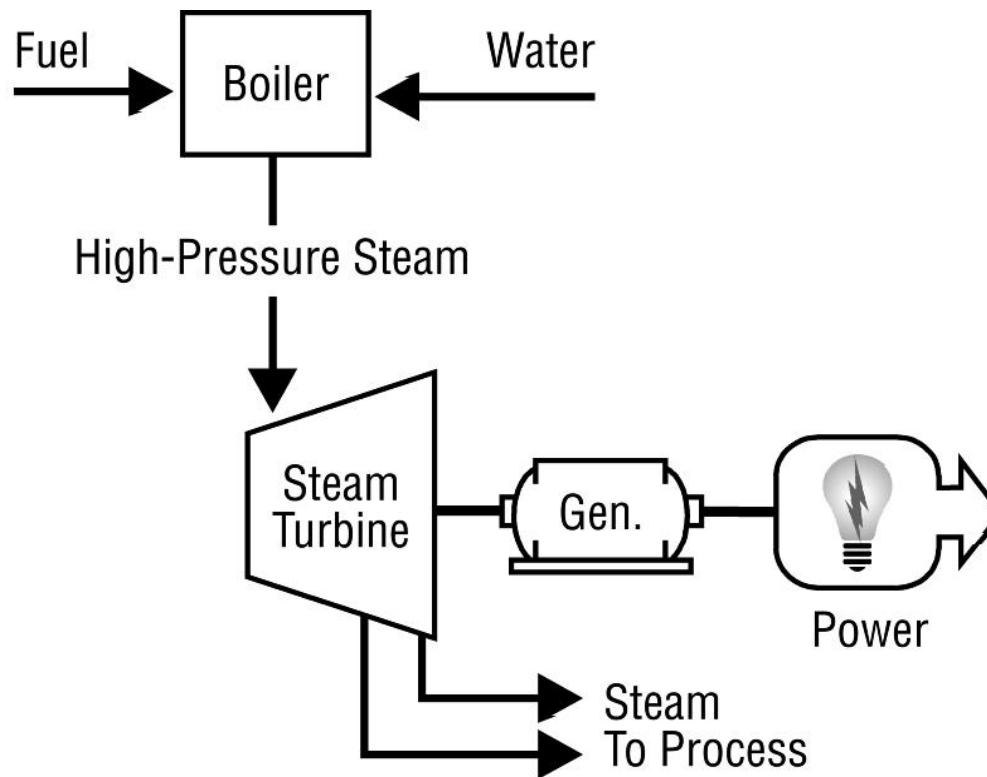 Fuel
Boiler
Water
High-Pressure Steam
Steam
Turbine
Gen.
Power
Steam
To Process